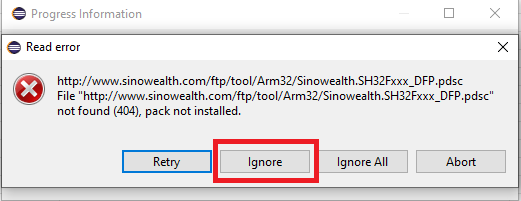 Progress Information
Read error
http://www.sinowealth.com/ftp/tool/Arm32/Sinowealth.SH32Fxxx_DFP.pdsc
File "http://www.sinowealth.com/ftp/tool/Arm32/Sinowealth.SH32Fxxx_DFP.pdsc"
not found (404), pack not installed.
Retry Ignore Ignore All Abort